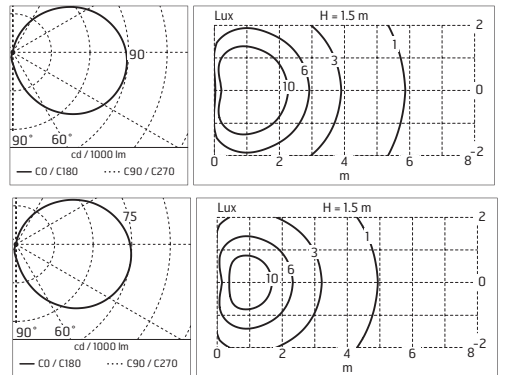 90
90° 60°
cd / 1000 lm
C0 / C180 C90 / C270
Lux H = 1.5 m
2
0
-2
10 6 3 1
0 2 4 6 8
m
75
90° 60°
cd / 1000 lm
C0 / C180 C90 / C270
Lux H = 1.5 m
2
0
-2
10 6 3 1
0 2 4 6 8
m